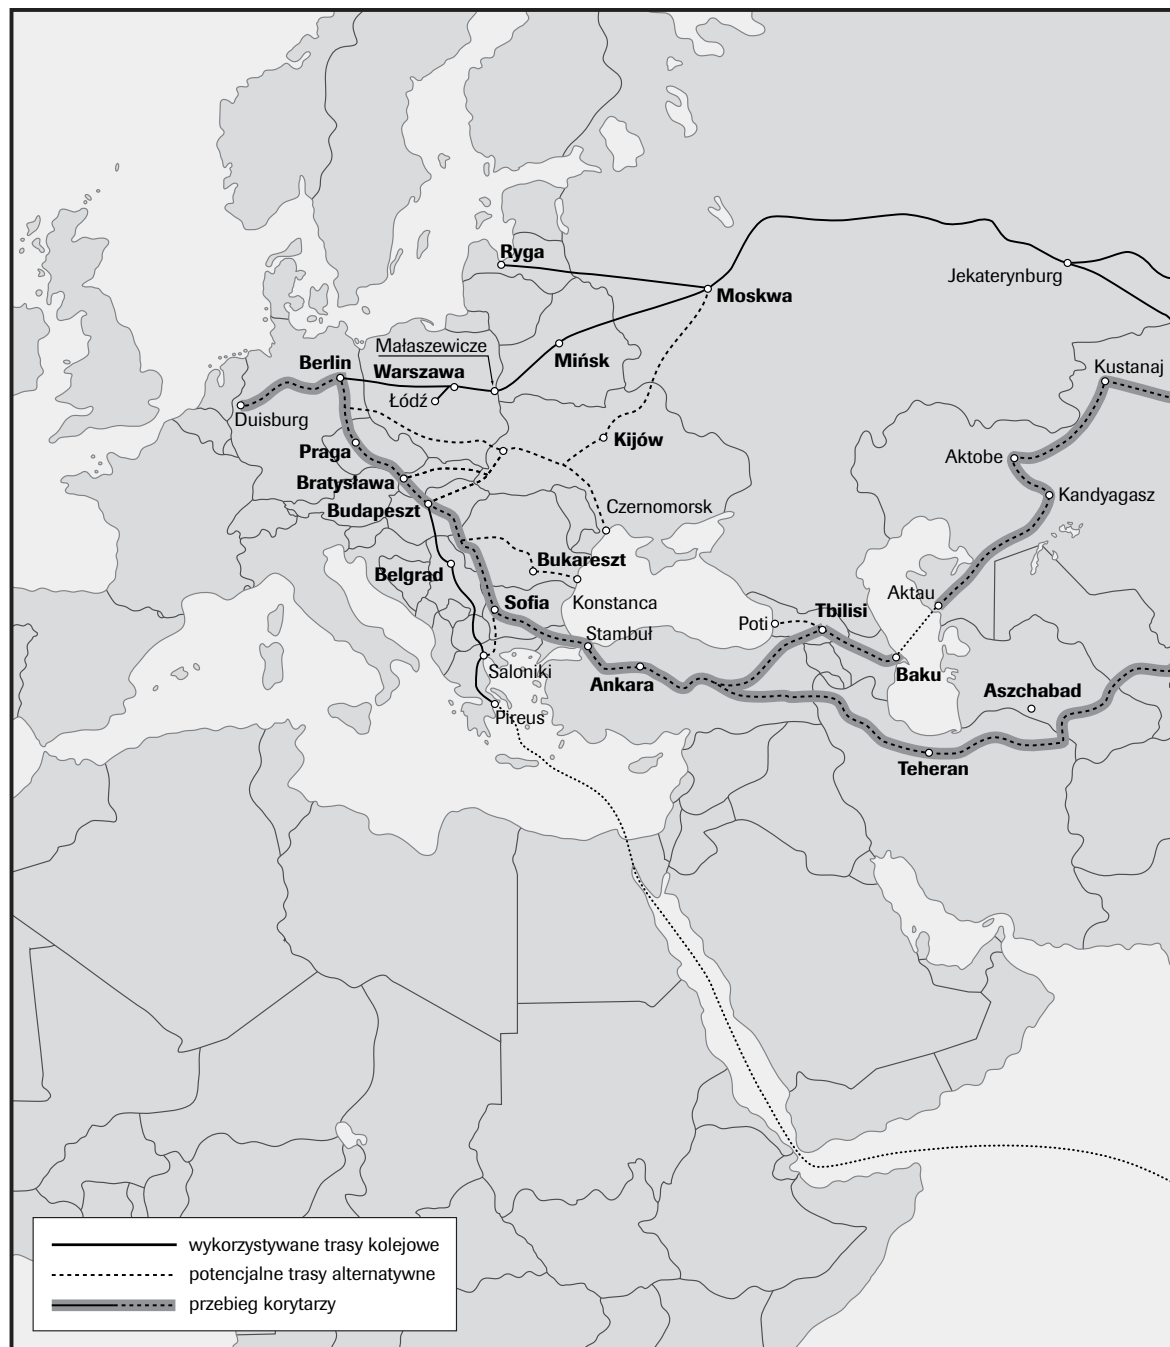 Ryga
Moskwa
Jekaterynburg
Małaszewicze
Mińsk
Berlin
Warszawa
Kustanaj
Łódź
Duisburg
Kijów
Praga
Aktobe
Bratysława
Kandyagasz
Budapeszt
Czernomorsk
Bukareszt
Belgrad
Aktau
Sofia
Konstanca
Tbilisi
Poti
Stambuł
Saloniki
Ankara
Baku
Aszchabad
Pireus
Teheran
wykorzystywane trasy kolejowe
potencjalne trasy alternatywne
przebieg korytarzy